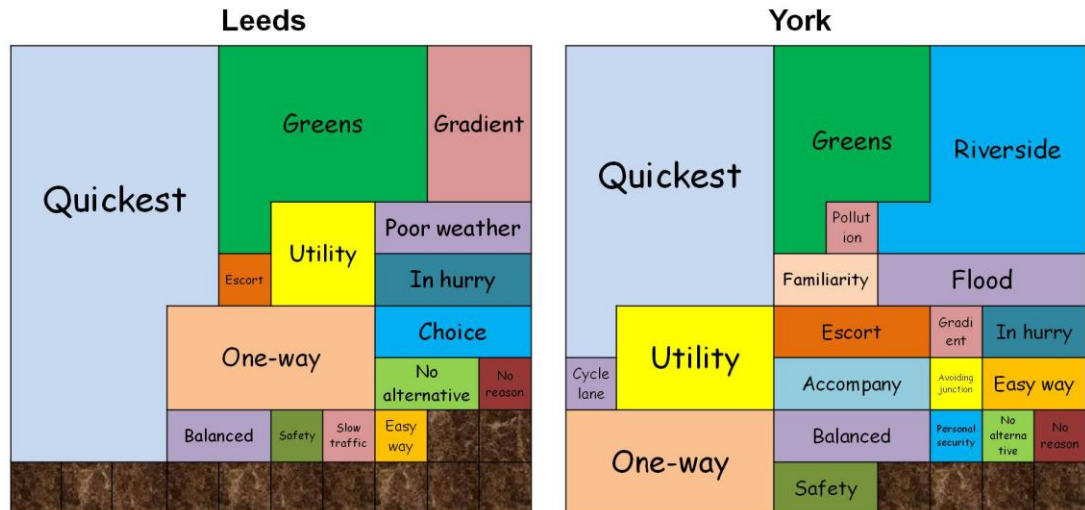 Leeds
Quickest
Greens
Gradient
Poor weather
Utility
Escort
In hurry
One-way
Choice
No
alternative
No
reason
Balanced
Safety
Slow
traffic
Easy
way
York
Quickest
Greens
Riverside
Pollut
ion
Familiarity
Flood
Utility
Escort
Gradi
ent
In hurry
Cycle
lane
Accompany
Avoiding
junction
Easy way
One-way
Balanced
Personal
security
No
alterna
tive
No
reason
Safety